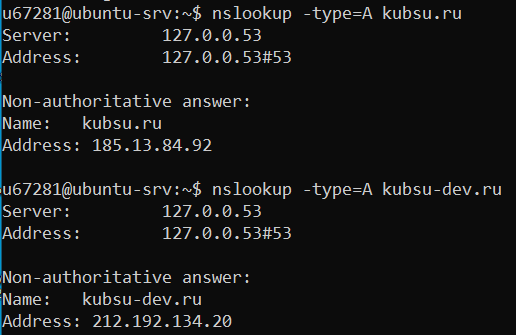 u67281@ubuntu-srv:~$ nslookup -type=A kubsu.ru
Server:         127.0.0.53
Address:        127.0.0.53#53

Non-authoritative answer:
Name:   kubsu.ru
Address: 185.13.84.92

u67281@ubuntu-srv:~$ nslookup -type=A kubsu-dev.ru
Server:         127.0.0.53
Address:        127.0.0.53#53

Non-authoritative answer:
Name:   kubsu-dev.ru
Address: 212.192.134.20